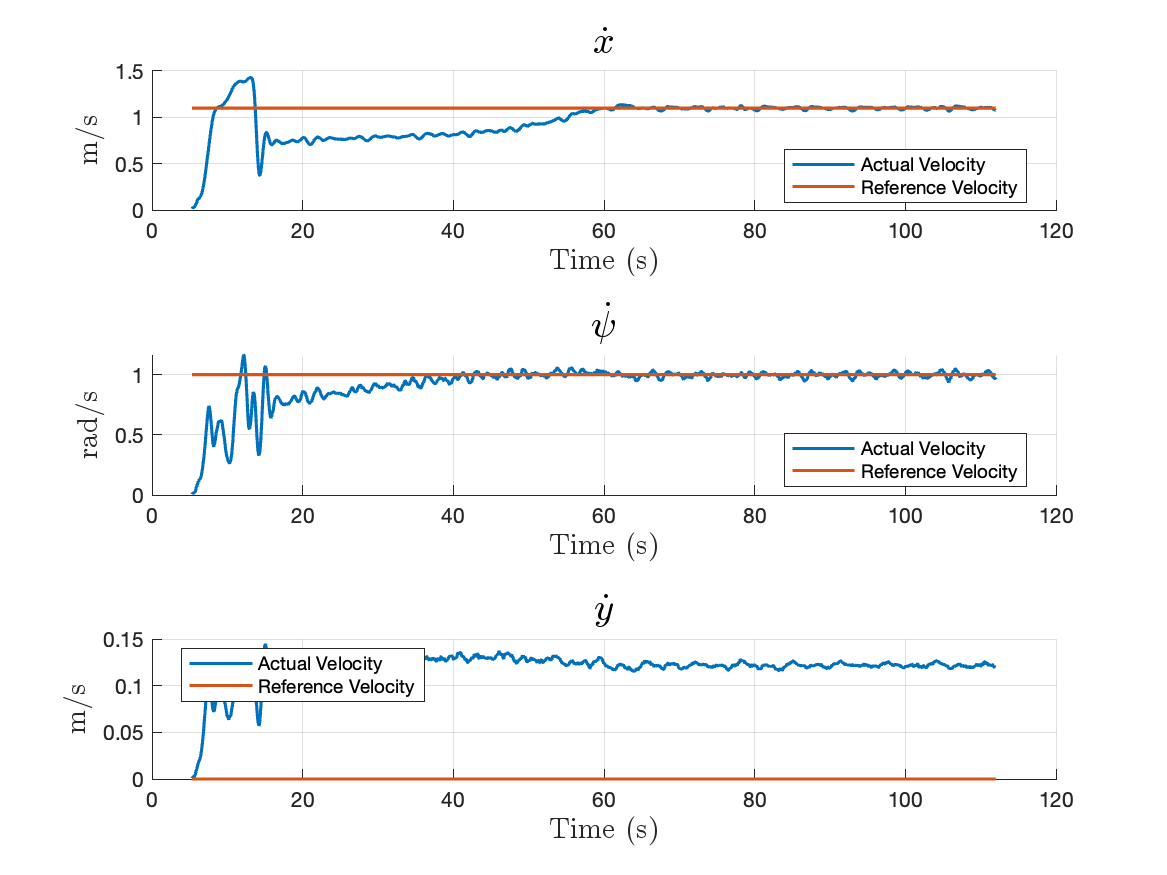 ẋ
1.5
1
0.5
0
m/s
Actual Velocity
Reference Velocity
0 20 40 60 80 100 120
Time (s)
ψ̇
1
0.5
0
rad/s
Actual Velocity
Reference Velocity
0 20 40 60 80 100 120
Time (s)
ẏ
0.15
0.1
0.05
0
m/s
Actual Velocity
Reference Velocity
0 20 40 60 80 100 120
Time (s)